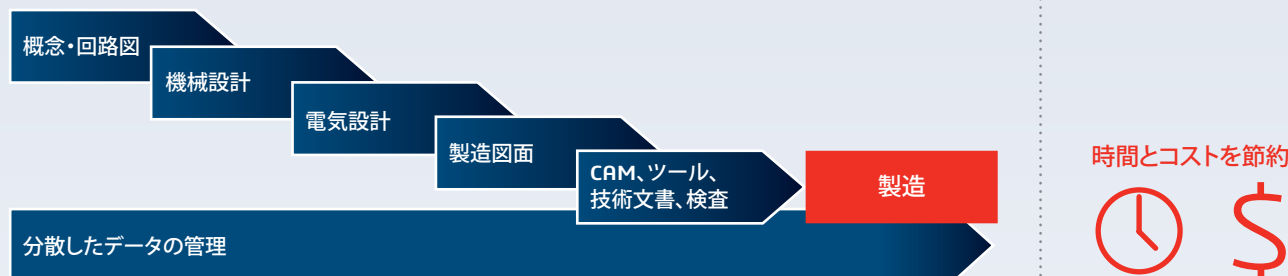 概念・回路図
機械設計
電気設計
製造図面
CAM、ツール、
技術文書、検査
製造
分散したデータの管理
時間とコストを節約
$